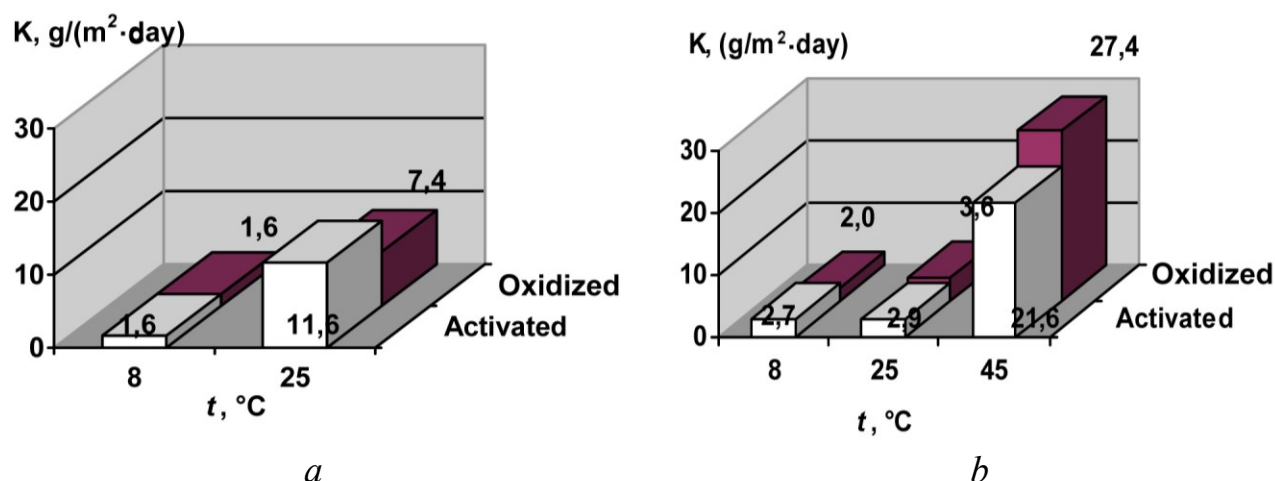 K, g/(m²·day)
30
20
10
0
1,6
7,4
1,6
11,6
Oxidized
Activated
8
25
t, °C
a
K, (g/m²·day)
27,4
30
20
10
0
2,0
3,6
2,7
2,9
21,6
Oxidized
Activated
8
25
45
t, °C
b